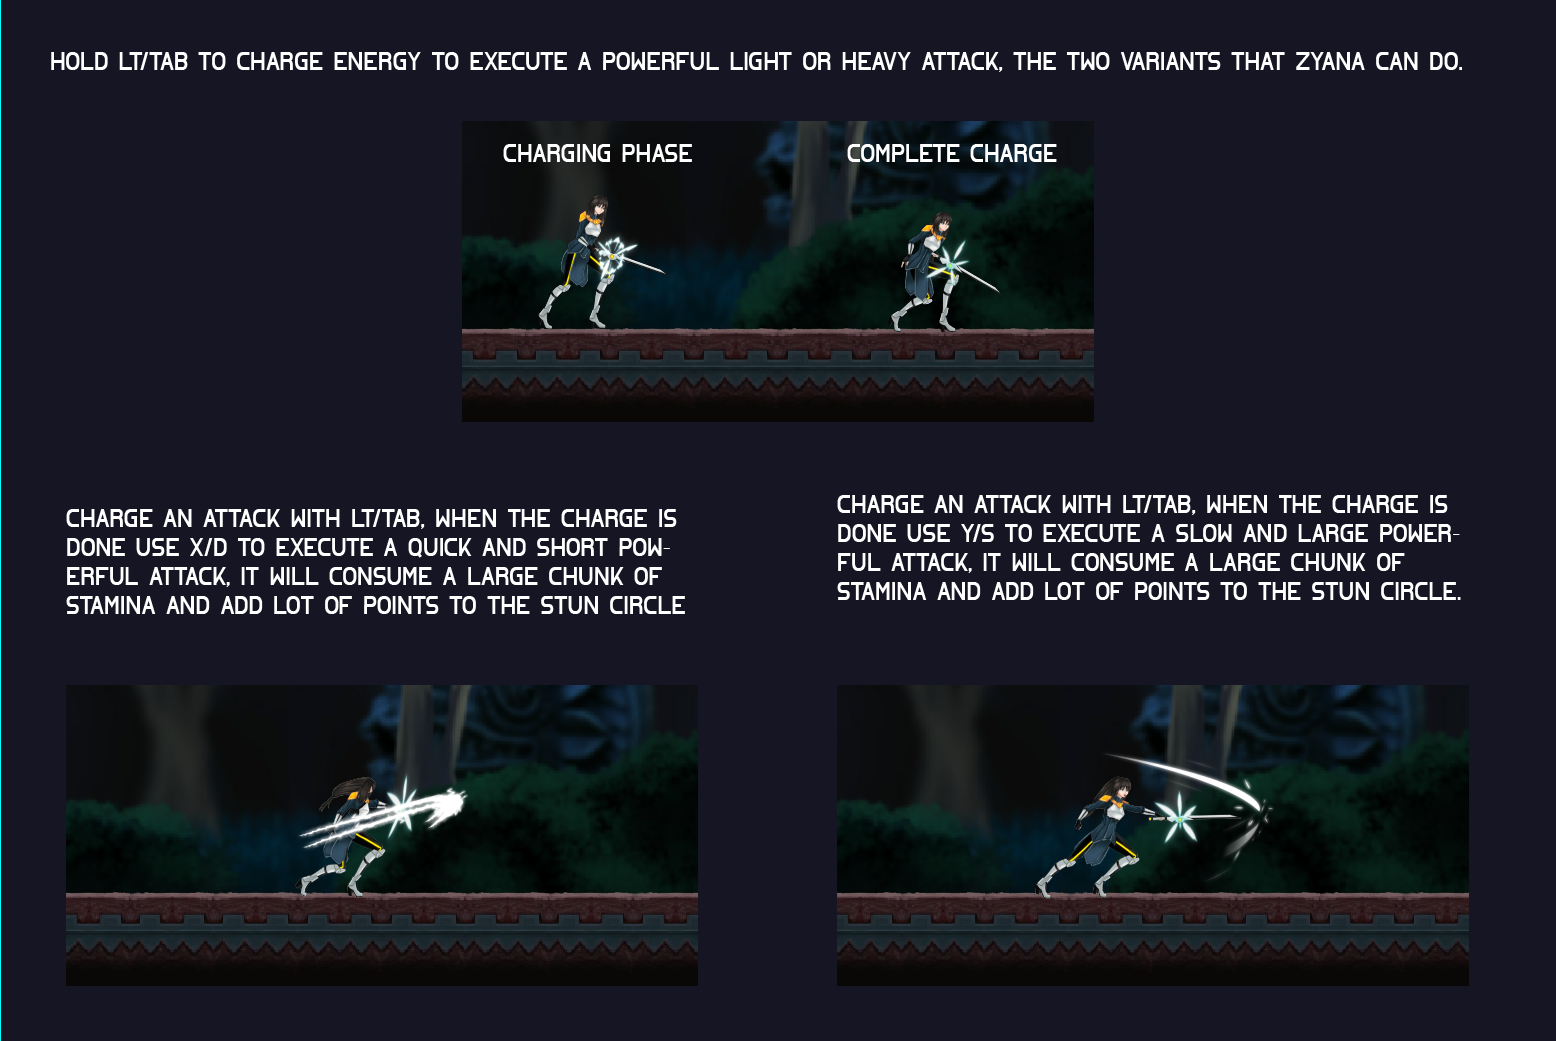 HOLD LT/TAB TO CHARGE ENERGY TO EXECUTE A POWERFUL LIGHT OR HEAVY ATTACK, THE TWO VARIANTS THAT ZYANA CAN DO.
CHARGING PHASE
COMPLETE CHARGE
CHARGE AN ATTACK WITH LT/TAB, WHEN THE CHARGE IS
DONE USE X/D TO EXECUTE A QUICK AND SHORT POW-
ERFUL ATTACK, IT WILL CONSUME A LARGE CHUNK OF
STAMINA AND ADD LOT OF POINTS TO THE STUN CIRCLE
CHARGE AN ATTACK WITH LT/TAB, WHEN THE CHARGE IS
DONE USE Y/S TO EXECUTE A SLOW AND LARGE POWER-
FUL ATTACK, IT WILL CONSUME A LARGE CHUNK OF
STAMINA AND ADD LOT OF POINTS TO THE STUN CIRCLE.